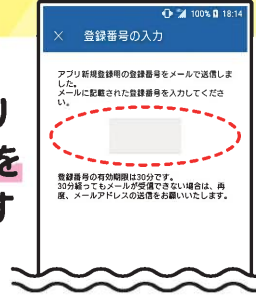 100% 18:14
× 登録番号の入力
アプリ新規登録用の登録番号をメールで送信しま
した。
メールに記載された登録番号を入力してくださ
い。
登録番号の有効期限は30分です。
30分経ってもメールが受信できない場合は、再
度、メールアドレスの送信をお願いいたします。
リ
を
す